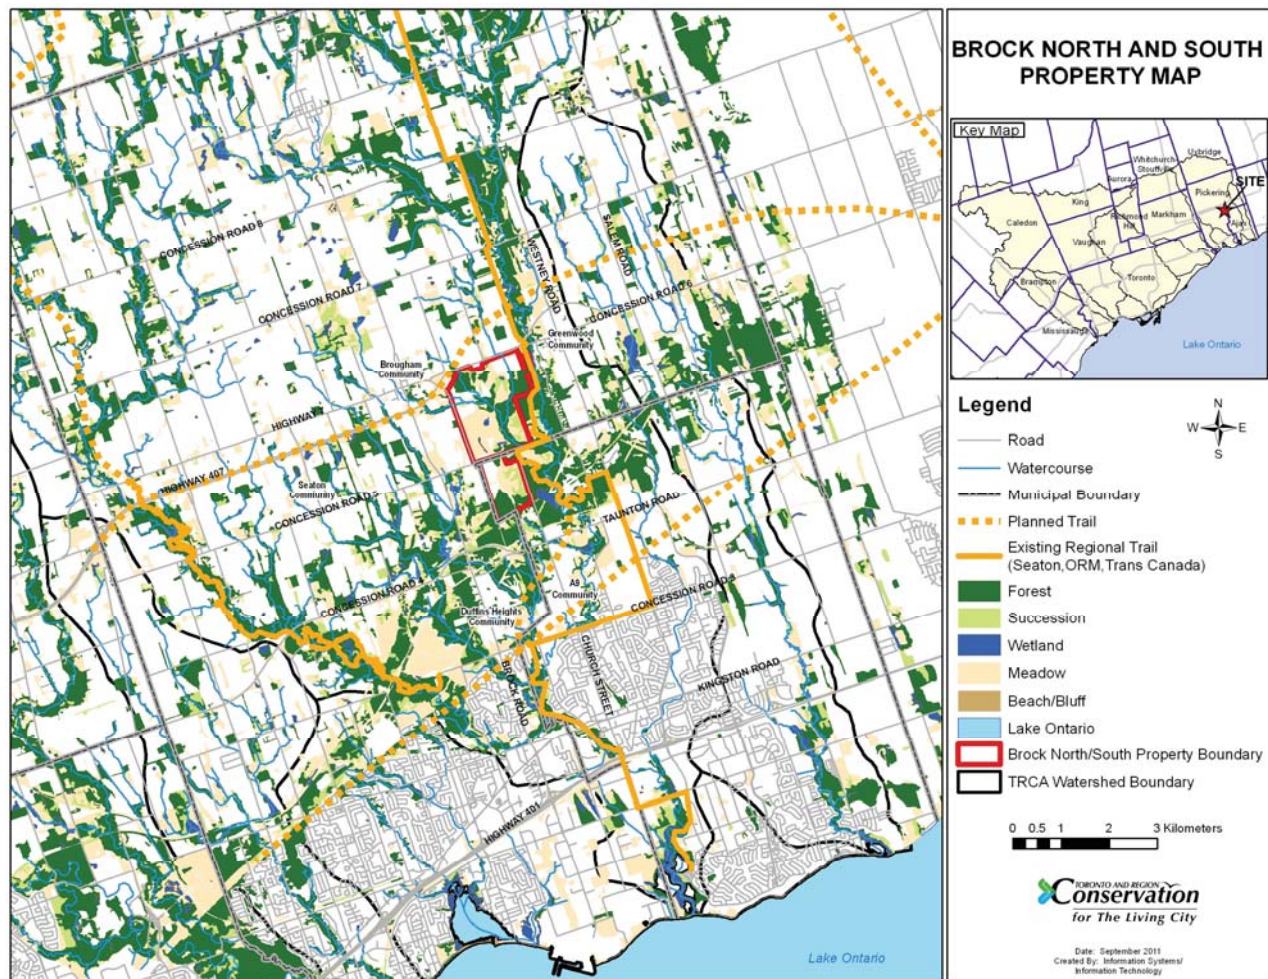 BROCK NORTH AND SOUTH
PROPERTY MAP
Key Map
Uxbridge
Whitchurch-
Stouffville
Aurora
Pickering
SITE
King
Caledon
Richmond
Hill
Markham
Ajax
Vaughan
Toronto
Brampton
Mississauga
Lake Ontario
Legend
N
W
E
S
Road
Watercourse
Municipal Boundary
Planned Trail
Existing Regional Trail
(Seaton,ORM,Trans Canada)
Forest
Succession
Wetland
Meadow
Beach/Bluff
Lake Ontario
Brock North/South Property Boundary
TRCA Watershed Boundary
0 0.5 1 2 3 Kilometers
TORONTO AND REGION
Conservation
for The Living City
Date: September 2011
Created By: Information Systems/
Information Technology
CONCESSION ROAD 8
SALEM ROAD
WESTNEY ROAD
CONCESSION ROAD 7
CONCESSION ROAD 6
Greenwood
Community
Brougham
Community
HIGHWAY 7
HIGHWAY 407
Seaton
Community
CONCESSION ROAD 5
TAUNTON ROAD
A9
Community
CONCESSION ROAD 4
CONCESSION ROAD 3
Duffins Heights
Community
CHURCH STREET
BROCK ROAD
KINGSTON ROAD
HIGHWAY 401
Lake Ontario